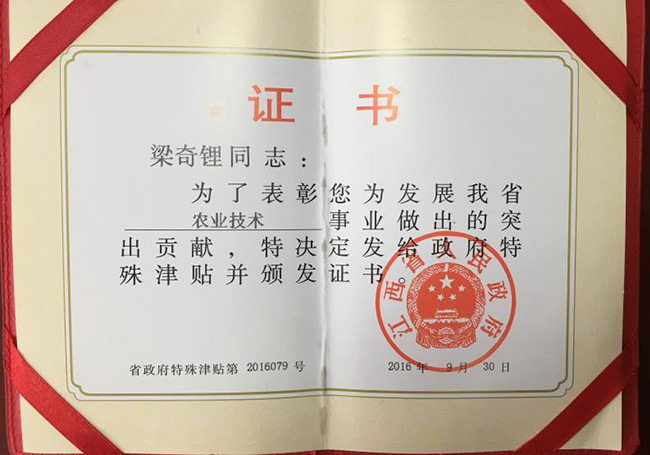 证书
梁奇锂同志：
为了表彰您为发展我省
农业技术事业做出的突
出贡献，特决定发给政府特
殊津贴并颁发证书。
江西省人民政府
省政府特殊津贴第 2016079 号
2016 年 9 月 30 日